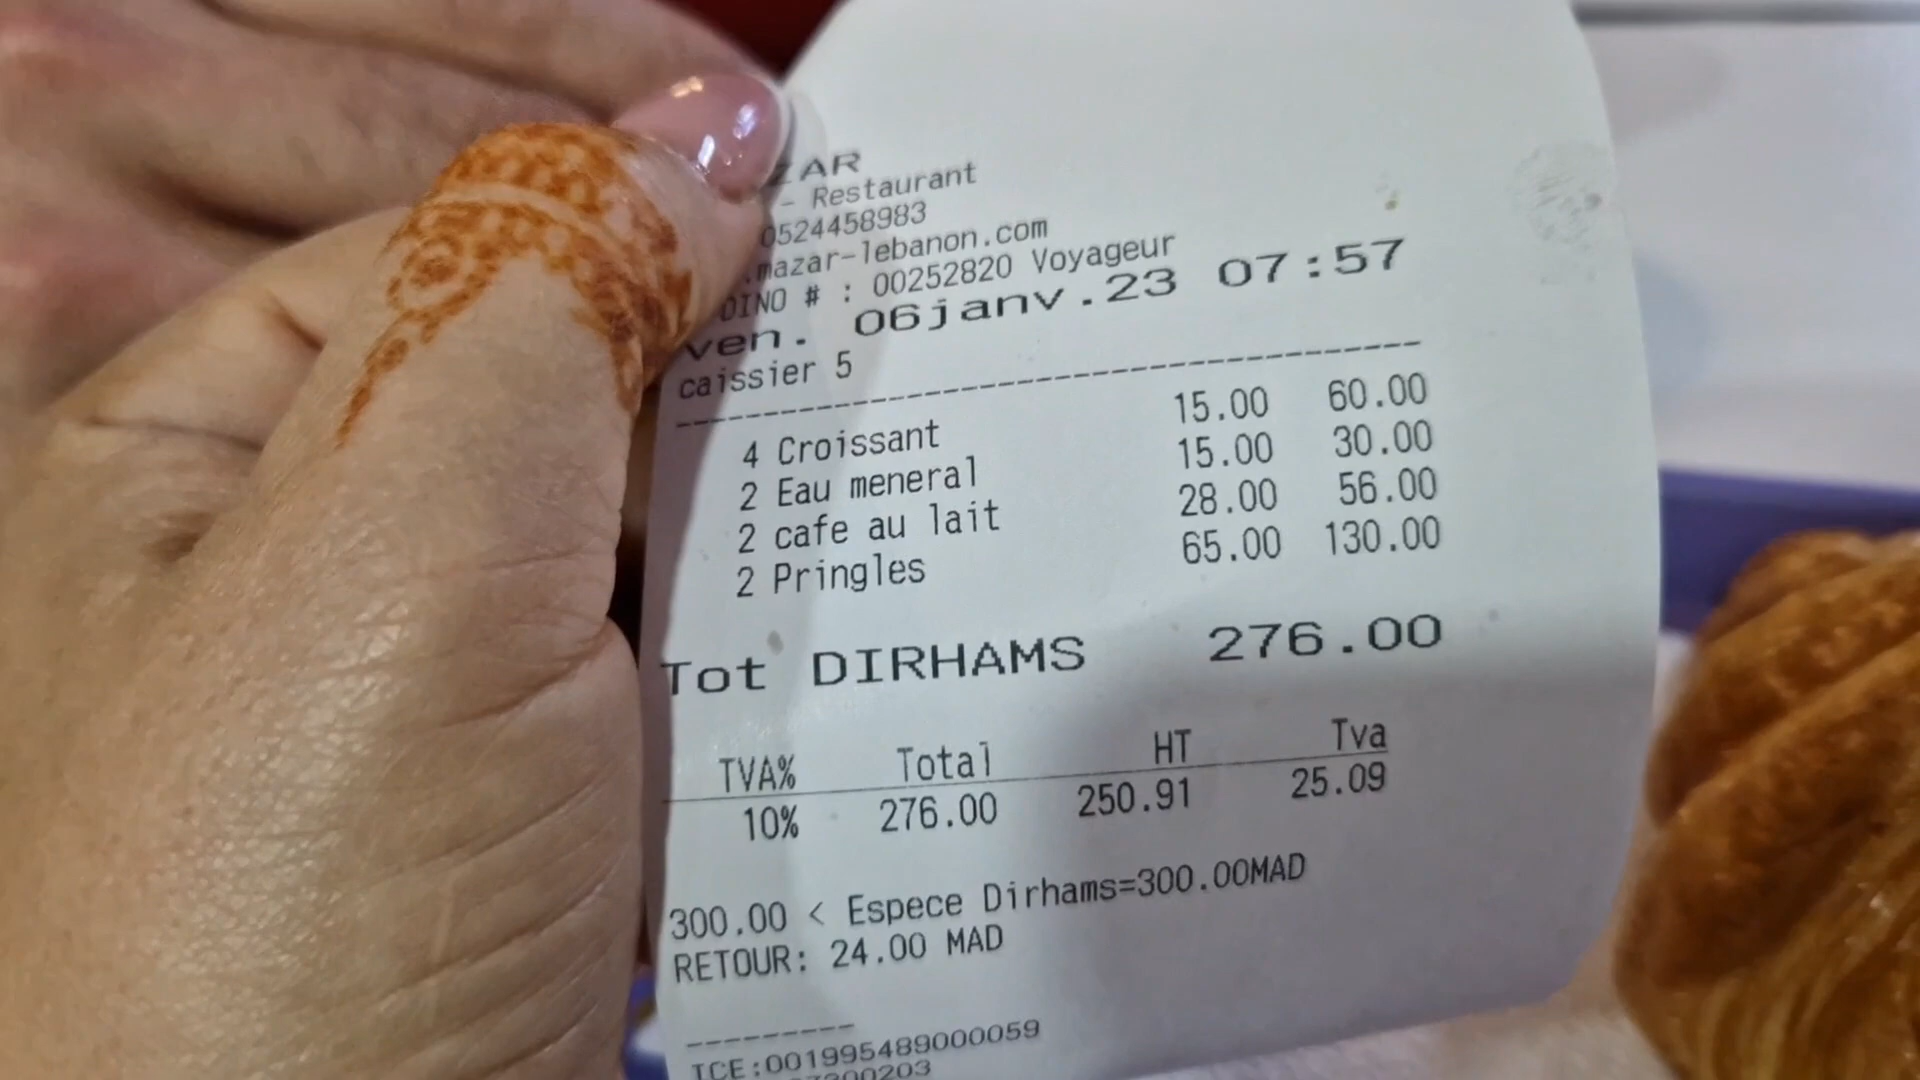 ZAR
- Restaurant
0524458983
.mazar-lebanon.com
OINO # : 00252820 Voyageur
ven. 06janv.23 07:57
caissier 5
4 Croissant 15.00 60.00
2 Eau meneral 15.00 30.00
2 cafe au lait 28.00 56.00
2 Pringles 65.00 130.00
Tot DIRHAMS 276.00
TVA% Total HT Tva
10% 276.00 250.91 25.09
300.00 < Espece Dirhams=300.00MAD
RETOUR: 24.00 MAD
TCE:001995489000059